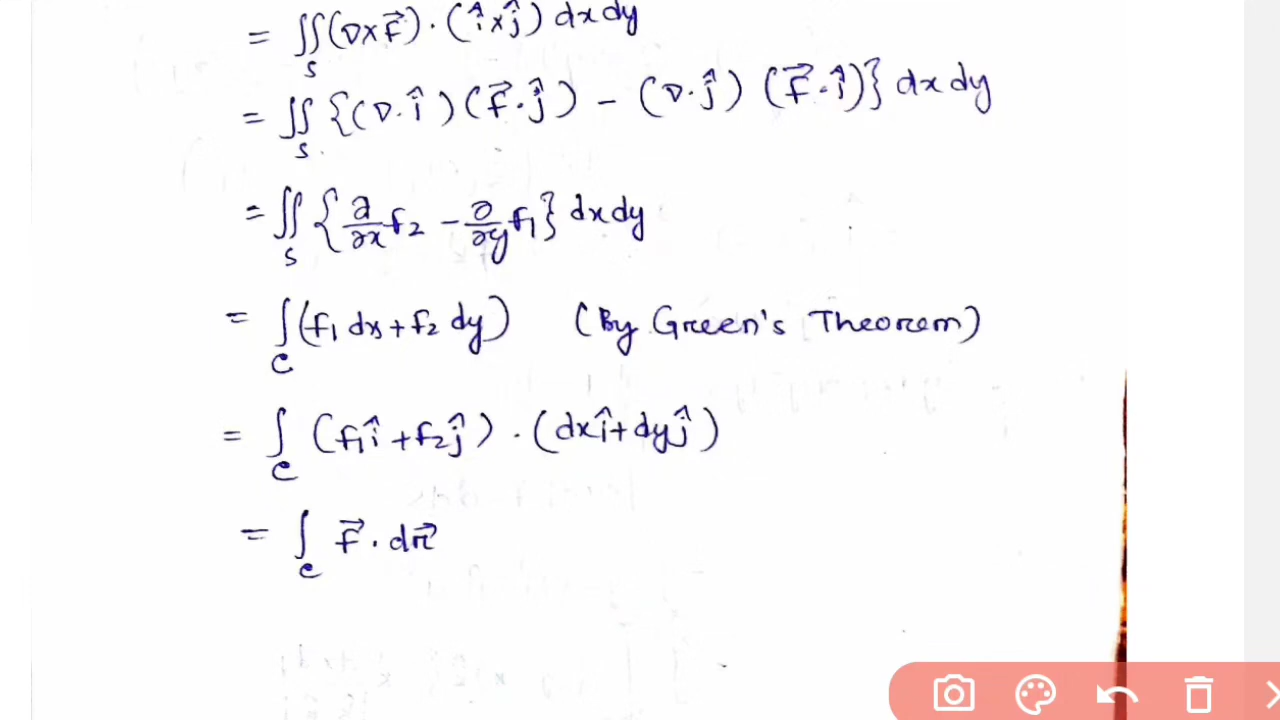 = ∬_S (∇×F⃗)·(î×ĵ) dx dy
= ∬_S {(∇·î)(F⃗·ĵ) - (∇·ĵ)(F⃗·î)} dx dy
= ∬_S {∂/∂x f₂ - ∂/∂y f₁} dx dy
= ∫_C (f₁ dx + f₂ dy) (By Green's Theorem)
= ∫_C (f₁î + f₂ĵ)·(dxî + dyĵ)
= ∫_C F⃗·dr⃗